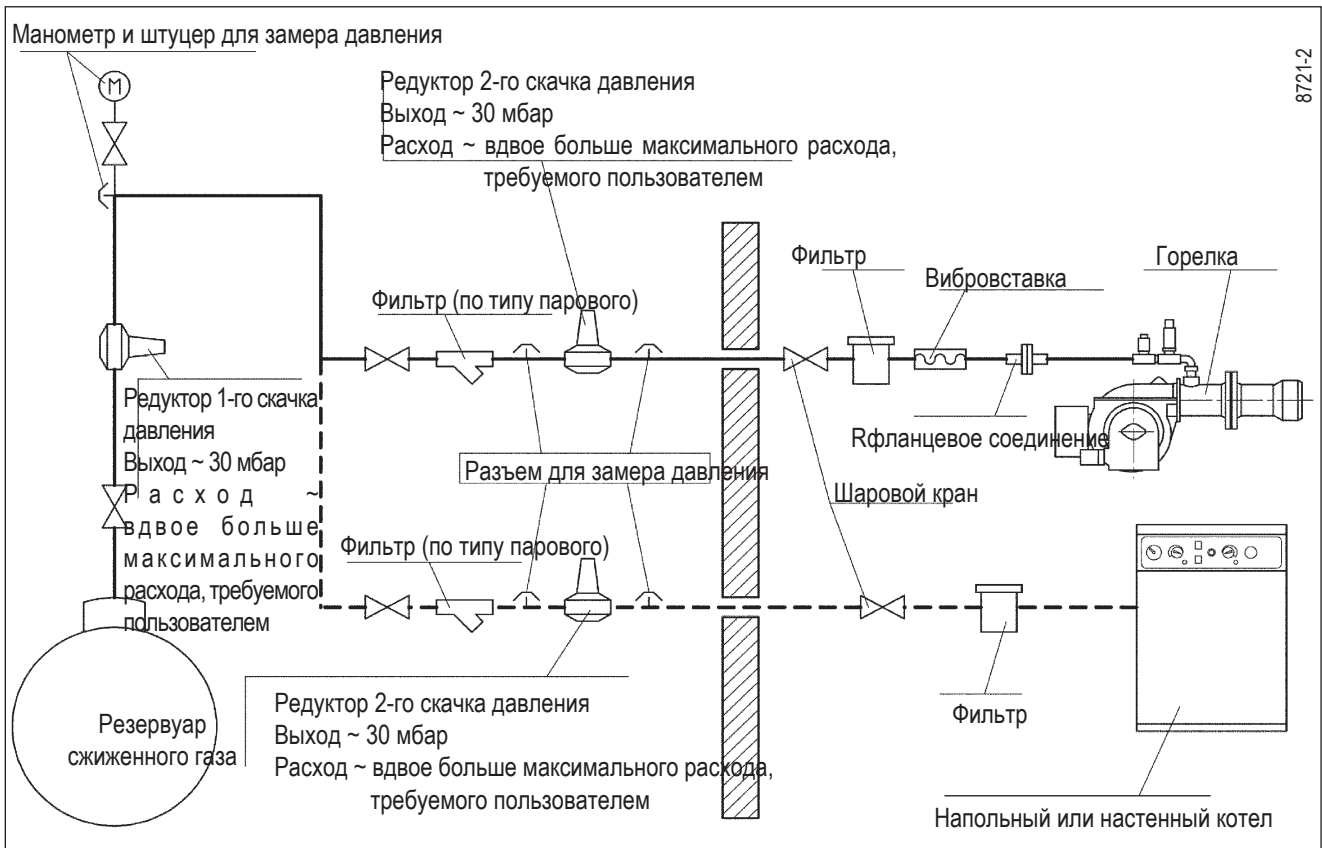 Манометр и штуцер для замера давления
М
8721-2
Редуктор 2-го скачка давления
Выход ~ 30 мбар
Расход ~ вдвое больше максимального расхода,
требуемого пользователем
Фильтр
Вибровставка
Горелка
Фильтр (по типу парового)
Редуктор 1-го скачка
давления
Выход ~ 30 мбар
Расход ~
вдвое больше
максимального
расхода, требуемого
пользователем
Rфланцевое соединение
Разъем для замера давления
Шаровой кран
Фильтр (по типу парового)
Резервуар
сжиженного газа
Редуктор 2-го скачка давления
Выход ~ 30 мбар
Расход ~ вдвое больше максимального расхода,
требуемого пользователем
Фильтр
Напольный или настенный котел